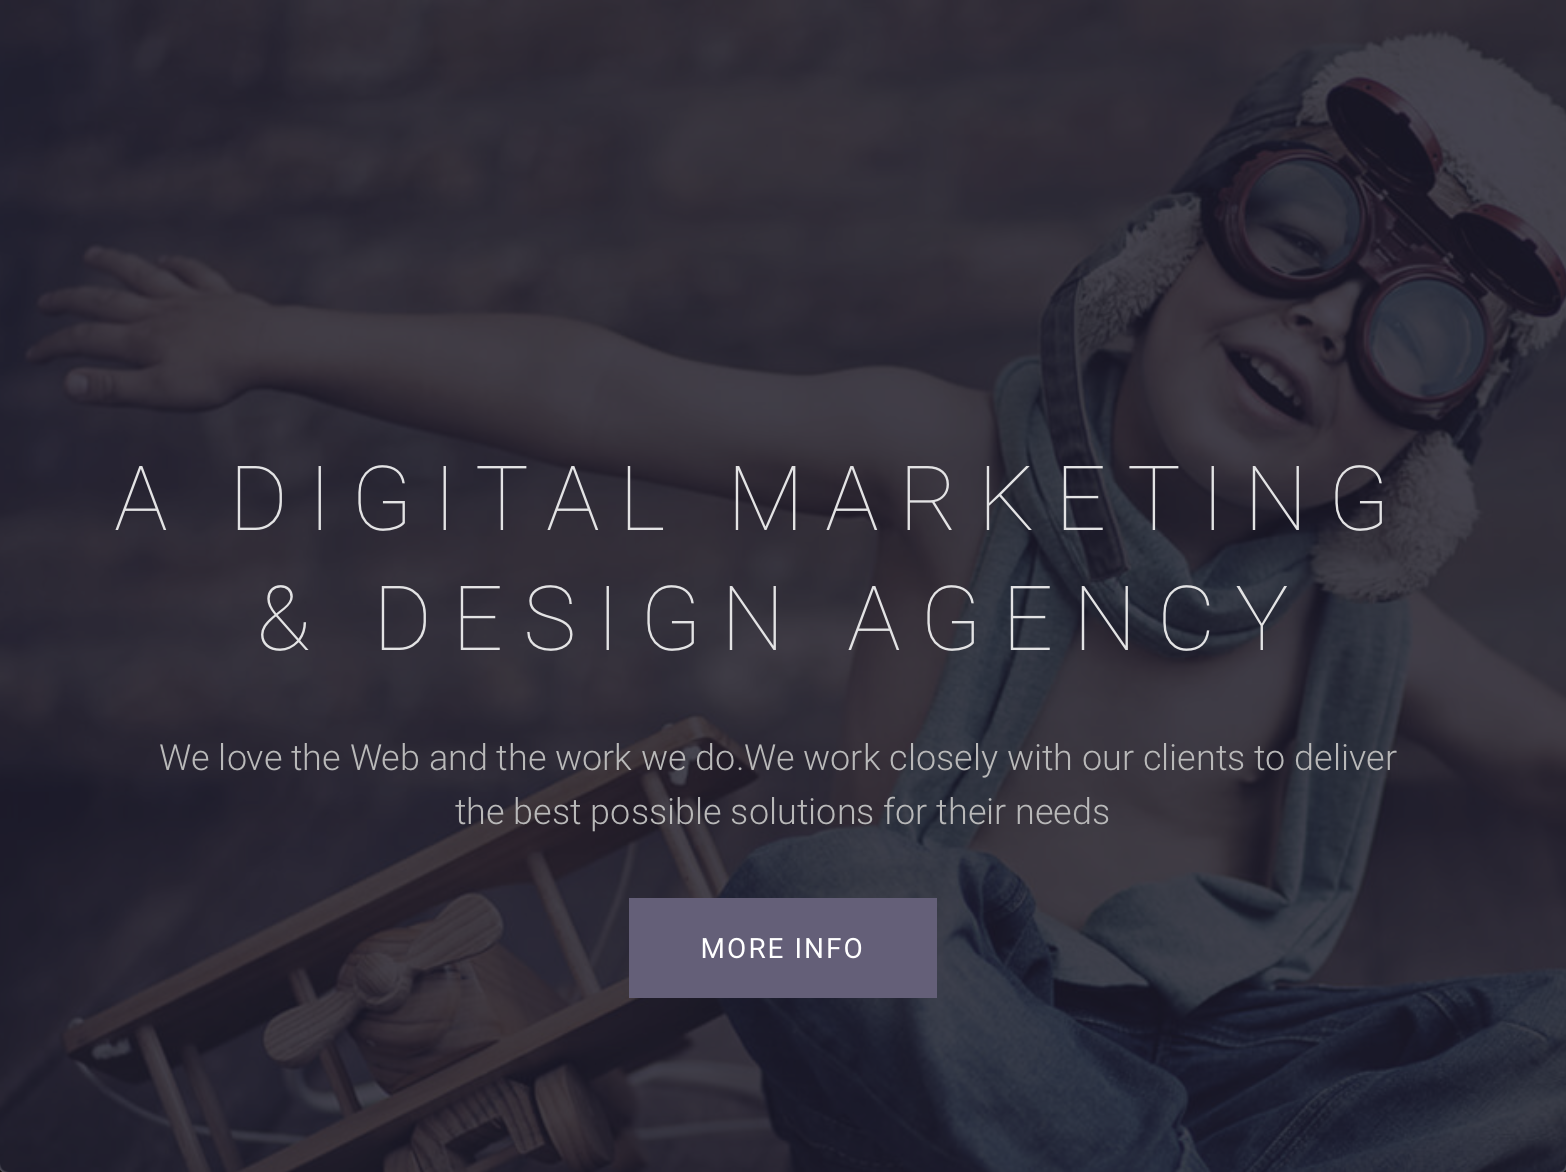 A DIGITAL MARKETING
& DESIGN AGENCY
We love the Web and the work we do.We work closely with our clients to deliver
the best possible solutions for their needs
MORE INFO